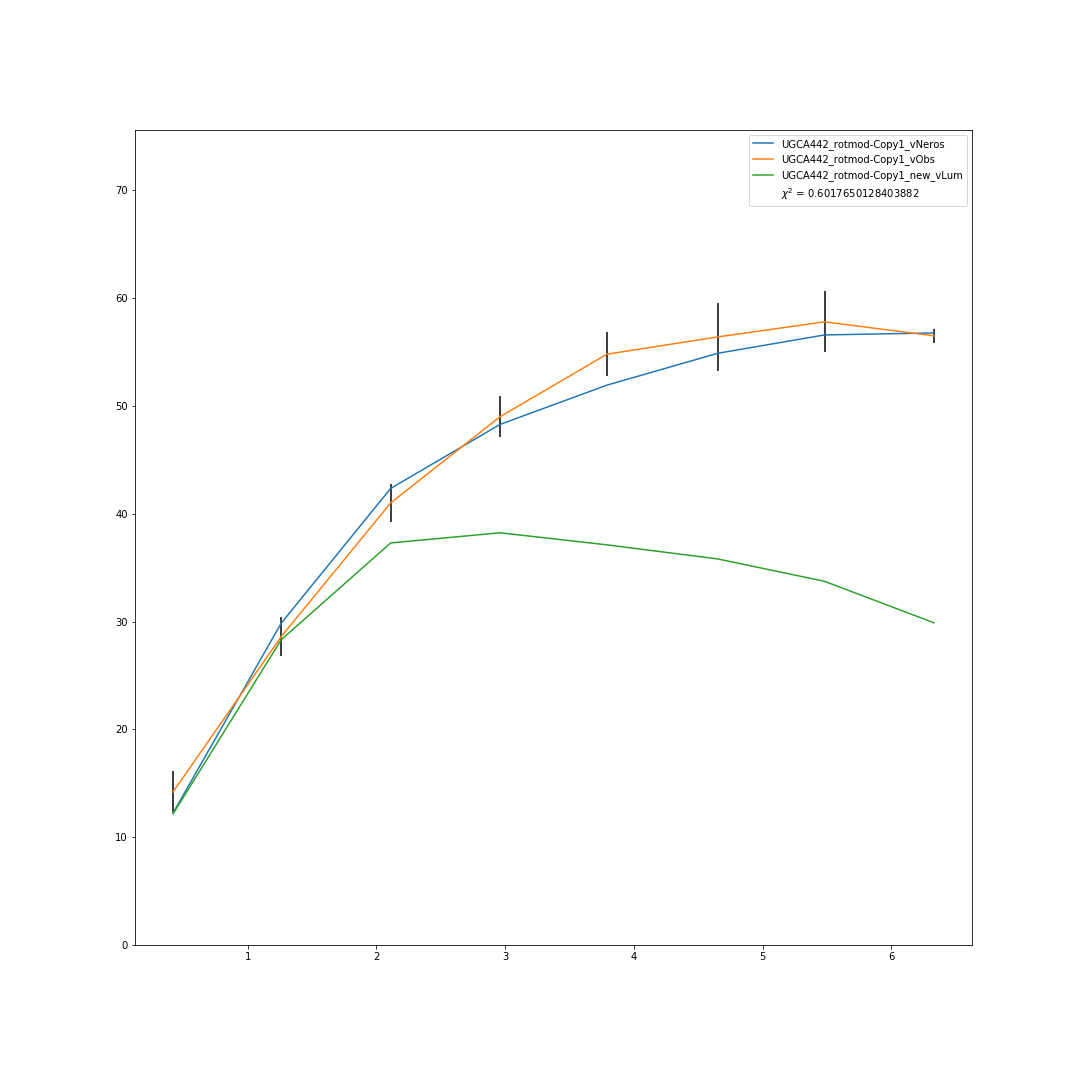 UGCA442_rotmod-Copy1_vNeros
UGCA442_rotmod-Copy1_vObs
UGCA442_rotmod-Copy1_new_vLum
χ² = 0.6017650128403882
70
60
50
40
30
20
10
0
1 2 3 4 5 6